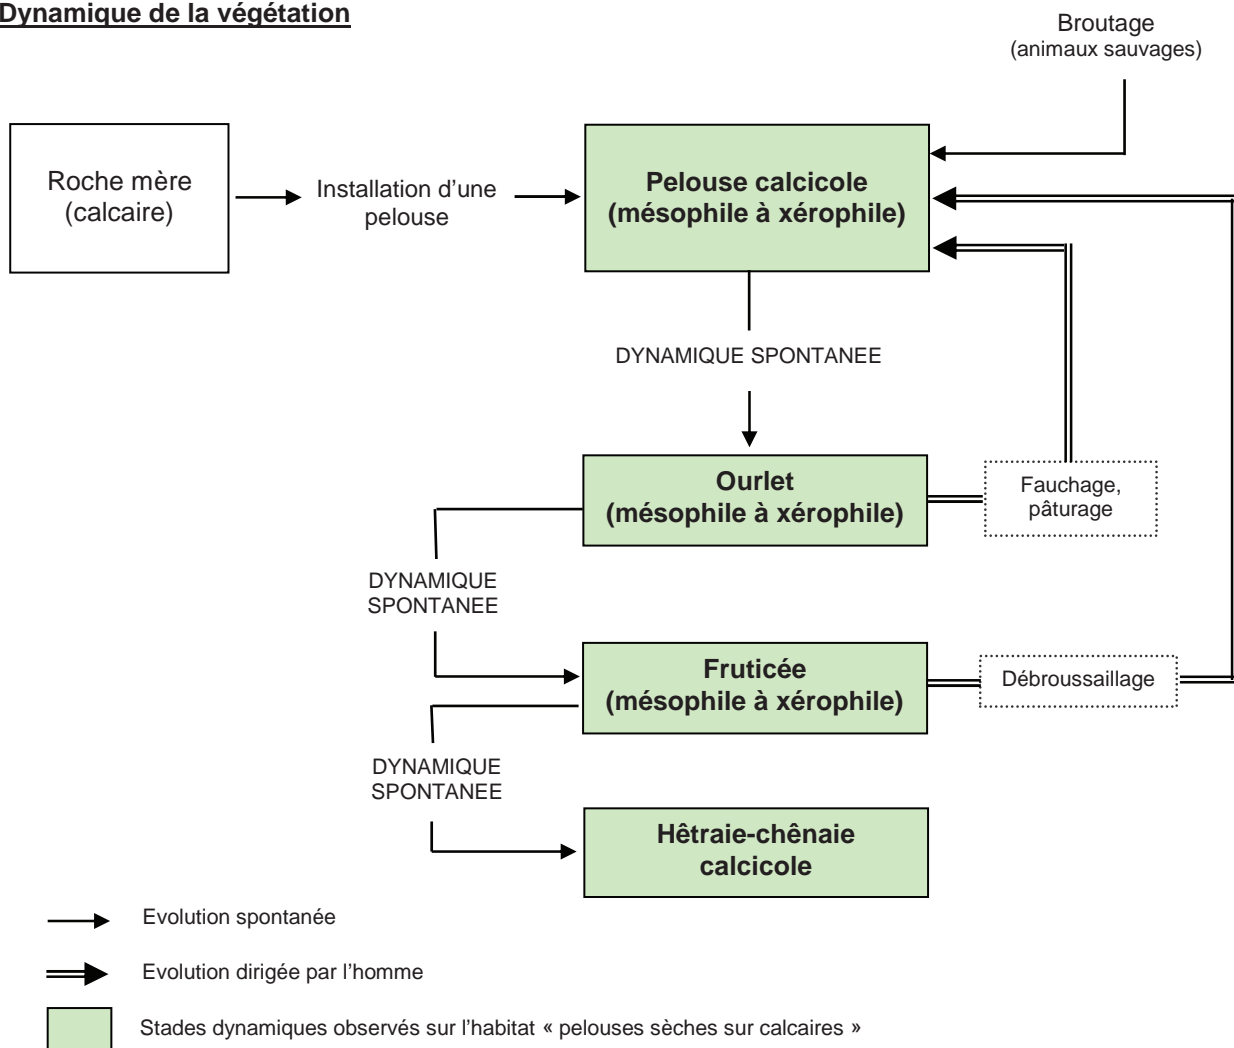 Dynamique de la végétation
Broutage
(animaux sauvages)
Roche mère
(calcaire)
Installation d'une
pelouse
Pelouse calcicole
(mésophile à xérophile)
DYNAMIQUE SPONTANEE
Ourlet
(mésophile à xérophile)
Fauchage,
pâturage
DYNAMIQUE
SPONTANEE
Fruticée
(mésophile à xérophile)
Débroussaillage
DYNAMIQUE
SPONTANEE
Hêtraie-chênaie
calcicole
Evolution spontanée
Evolution dirigée par l'homme
Stades dynamiques observés sur l'habitat « pelouses sèches sur calcaires »